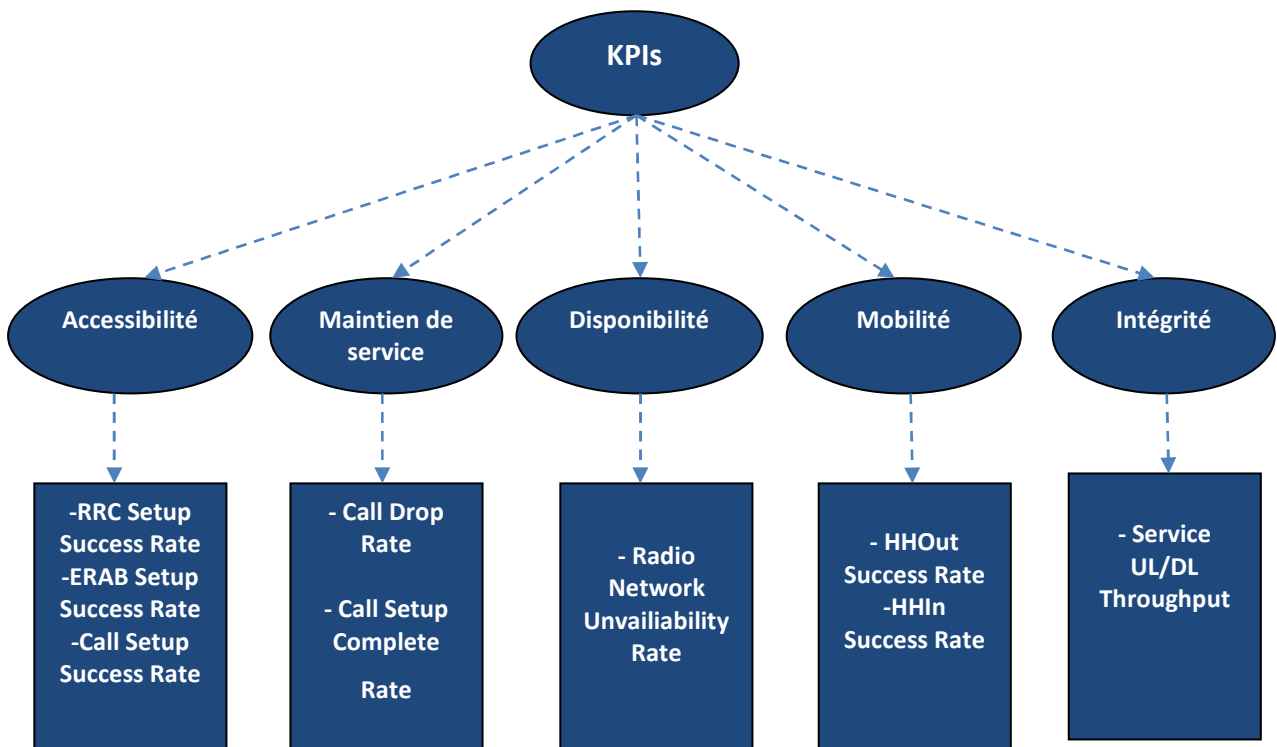 KPIs
Accessibilité
Maintien de
service
Disponibilité
Mobilité
Intégrité
-RRC Setup
Success Rate
-ERAB Setup
Success Rate
-Call Setup
Success Rate
- Call Drop
Rate
- Call Setup
Complete
Rate
- Radio
Network
Unvailiability
Rate
- HHOut
Success Rate
-HHIn
Success Rate
- Service
UL/DL
Throughput